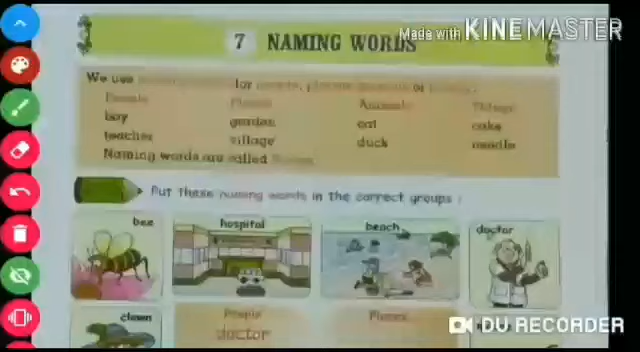 Made with KINEMASTER
7 NAMING WORDS
We use for or
People Places Animals Things
boy garden cat cake
teacher village duck needle
Naming words are called
Put these naming words in the correct groups :
bee hospital beach doctor
clown People Places
doctor
DU RECORDER